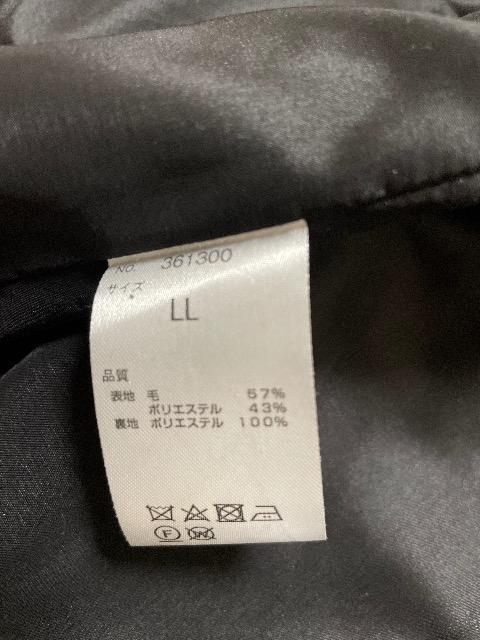 No. 361300
サイズ
LL
品質
表地 毛 57%
ポリエステル 43%
裏地 ポリエステル 100%
F W